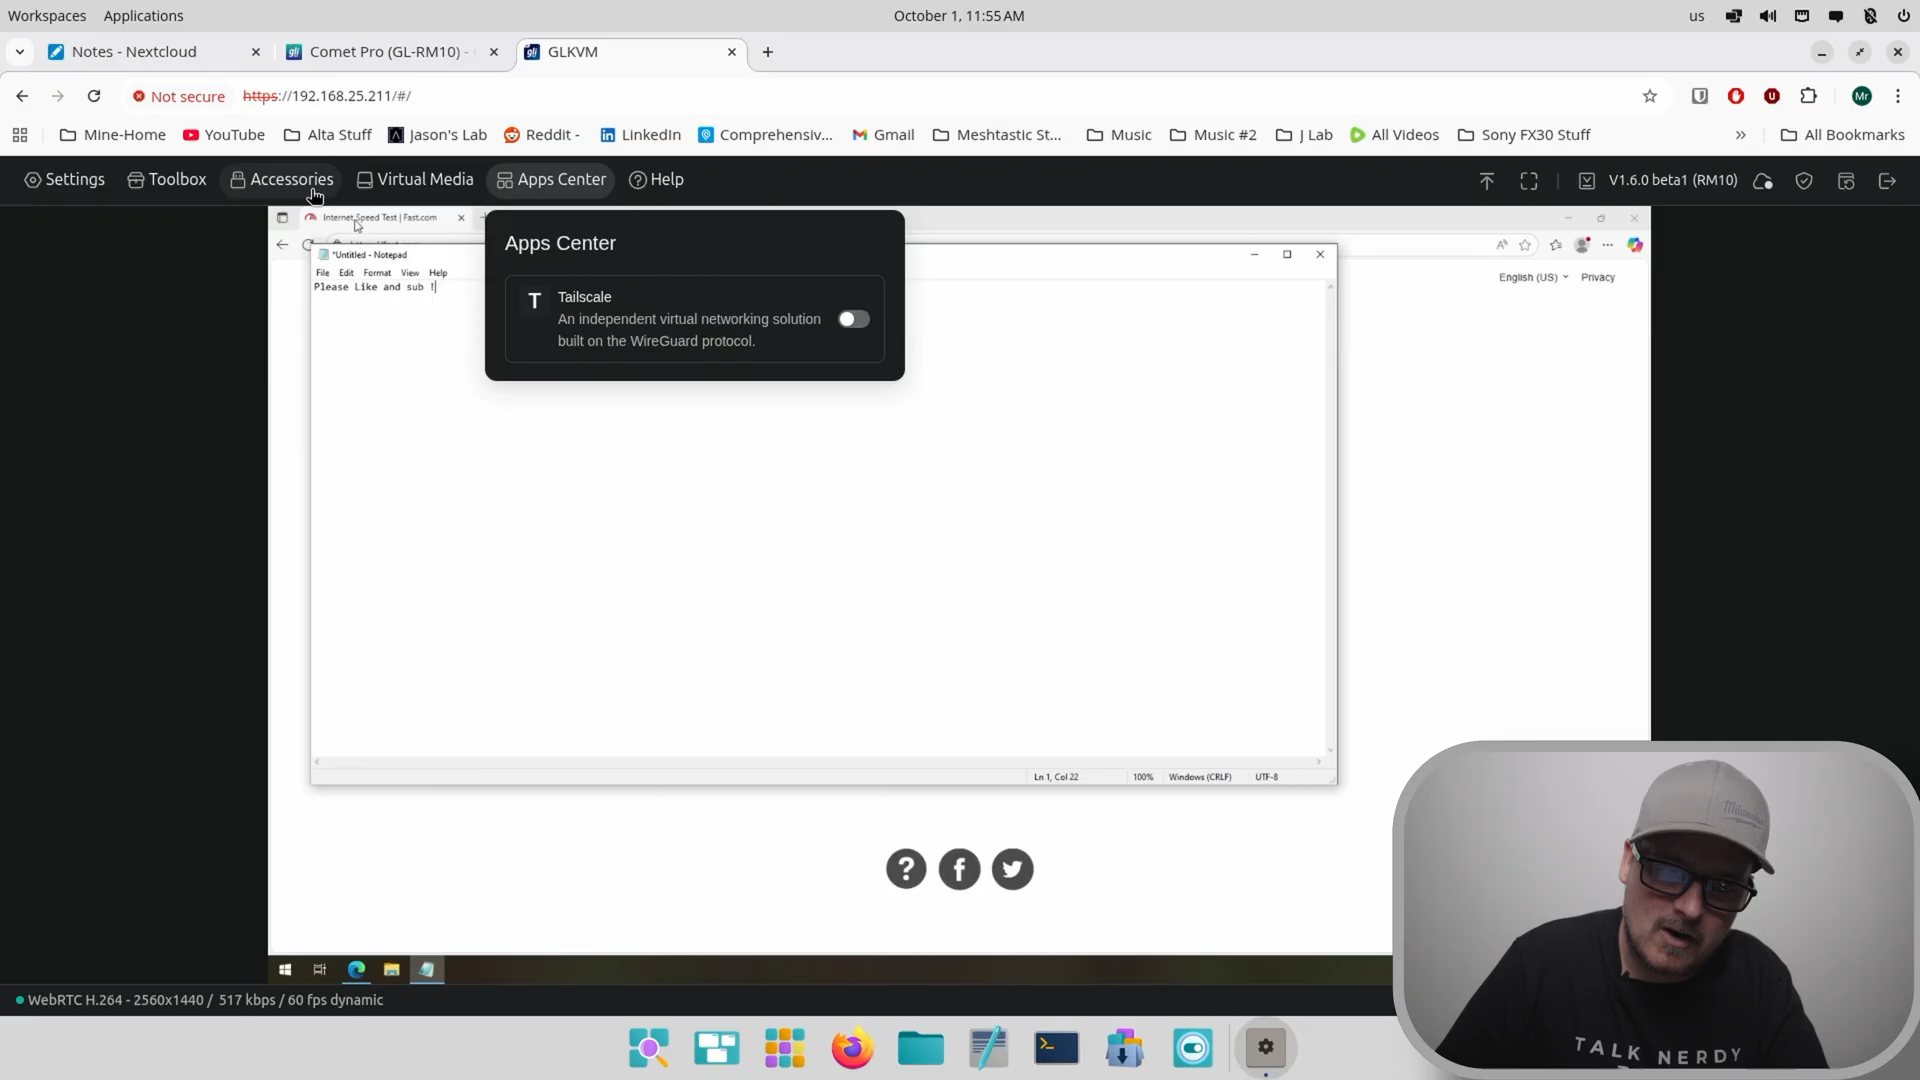 Workspaces Applications October 1, 11:55 AM us
Notes - Nextcloud Comet Pro (GL-RM10) - GLKVM
Not secure https://192.168.25.211/#/ Mr
Mine-Home YouTube Alta Stuff Jason's Lab Reddit - LinkedIn Comprehensiv... Gmail Meshtastic St... Music Music #2 J Lab All Videos Sony FX30 Stuff » All Bookmarks
Settings Toolbox Accessories Virtual Media Apps Center Help V1.6.0 beta1 (RM10)
Internet Speed Test | Fast.com
Apps Center
*Untitled - Notepad
File Edit Format View Help
English (US) Privacy
Please Like and sub !
T Tailscale
An independent virtual networking solution
built on the WireGuard protocol.
Ln 1, Col 22 100% Windows (CRLF) UTF-8
Milwaukee
WebRTC H.264 - 2560x1440 / 517 kbps / 60 fps dynamic
TALK NERDY